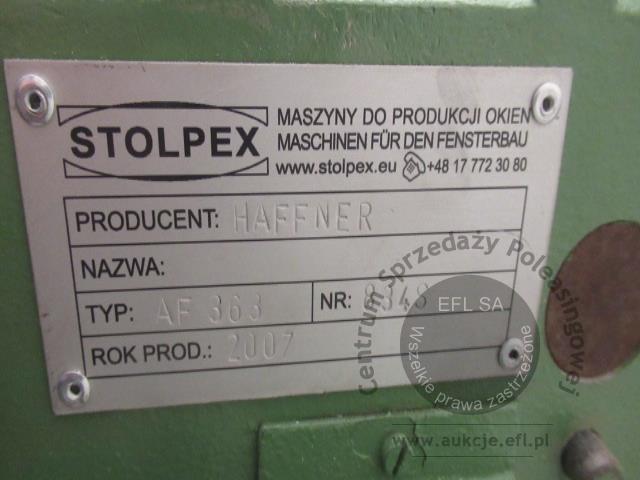 STOLPEX
MASZYNY DO PRODUKCJI OKIEN
MASCHINEN FÜR DEN FENSTERBAU
www.stolpex.eu +48 17 772 30 80
PRODUCENT: HAFFNER
NAZWA:
TYP: AF 363 NR:
ROK PROD.: 2007
Centrum Sprzedaży Poleasingowej
EFL SA
Wszelkie prawa zastrzeżone
www.aukcje.efl.pl